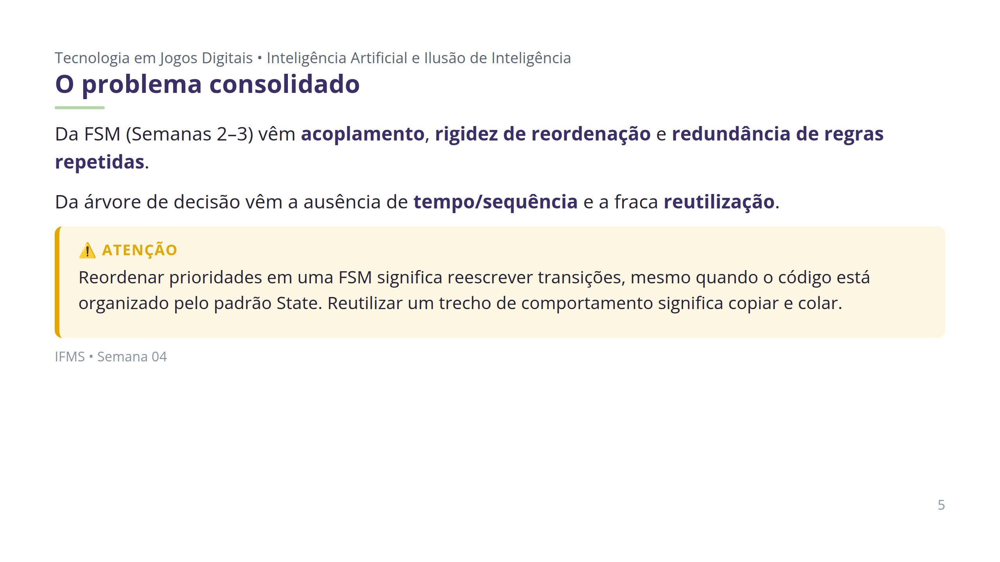 Tecnologia em Jogos Digitais • Inteligência Artificial e Ilusão de Inteligência
O problema consolidado
Da FSM (Semanas 2–3) vêm acoplamento, rigidez de reordenação e redundância de regras
repetidas.
Da árvore de decisão vêm a ausência de tempo/sequência e a fraca reutilização.
⚠️ ATENÇÃO
Reordenar prioridades em uma FSM significa reescrever transições, mesmo quando o código está
organizado pelo padrão State. Reutilizar um trecho de comportamento significa copiar e colar.
IFMS • Semana 04
5